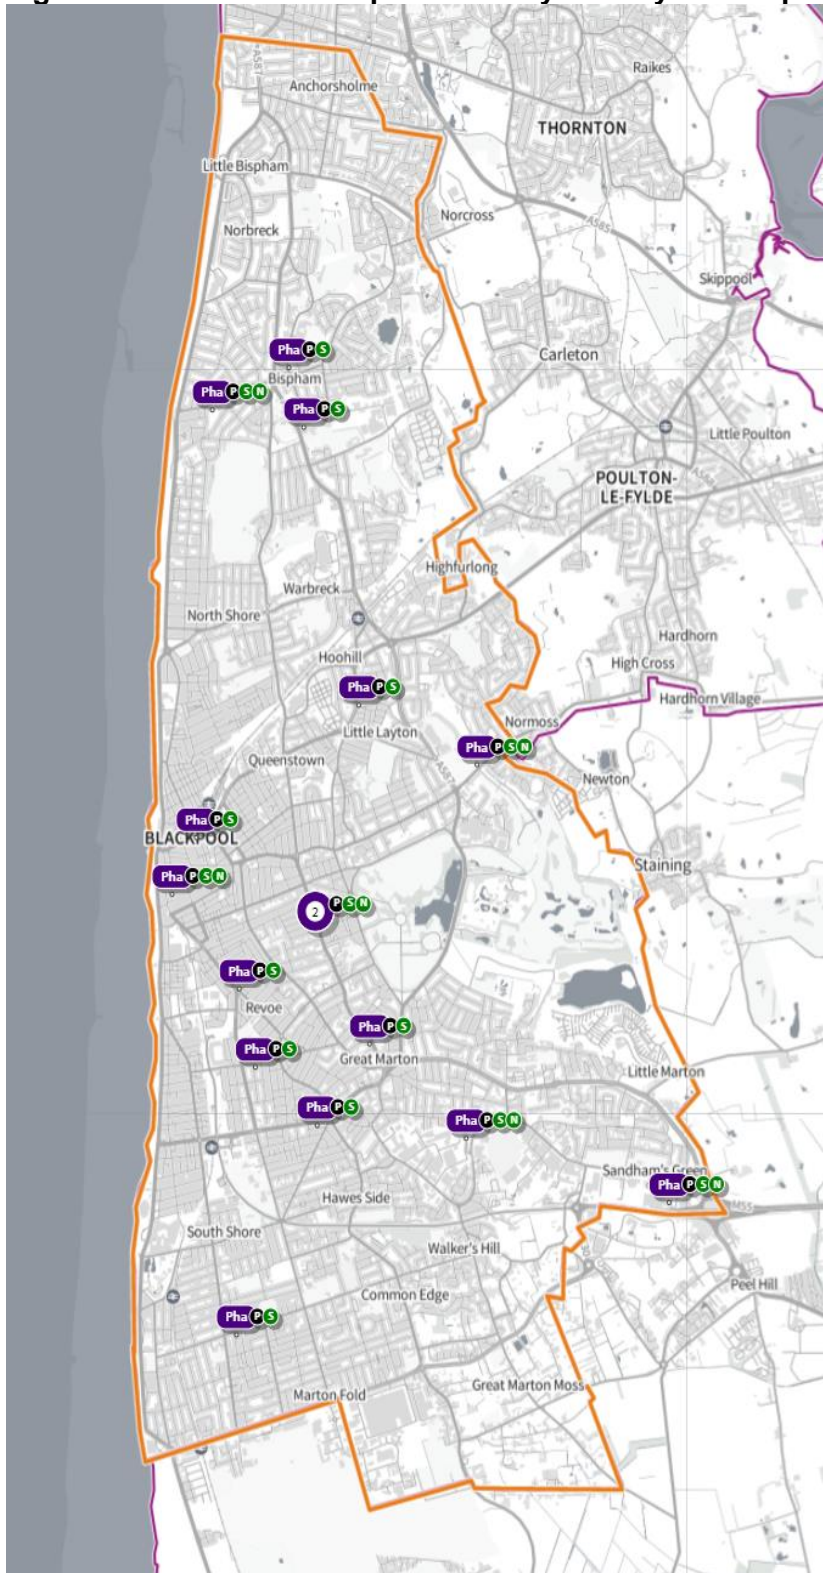 A587
Anchorsholme
Raikes
THORNTON
Little Bispham
Norbreck
Norcross
A585
Skippool
Pha P S
Carleton
Bispham
Pha P S N
Pha P S
Little Poulton
POULTON-
LE-FYLDE
Highfurlong
Warbreck
North Shore
Hardhorn
Hoohill
High Cross
Pha P S
Hardhorn Village
Normoss
Little Layton
Pha P S N
Queenstown
A587
Newton
Pha P S
BLACKPOOL
Staining
Pha P S N
2 P S N
Pha P S
Revoe
Pha P S
Pha P S
Great Marton
Little Marton
Pha P S
Pha P S N
Sandham's Green
Pha P S N
Hawes Side
M55
South Shore
Walker's Hill
Peel Hill
Common Edge
Pha P S
Great Marton Moss
Marton Fold